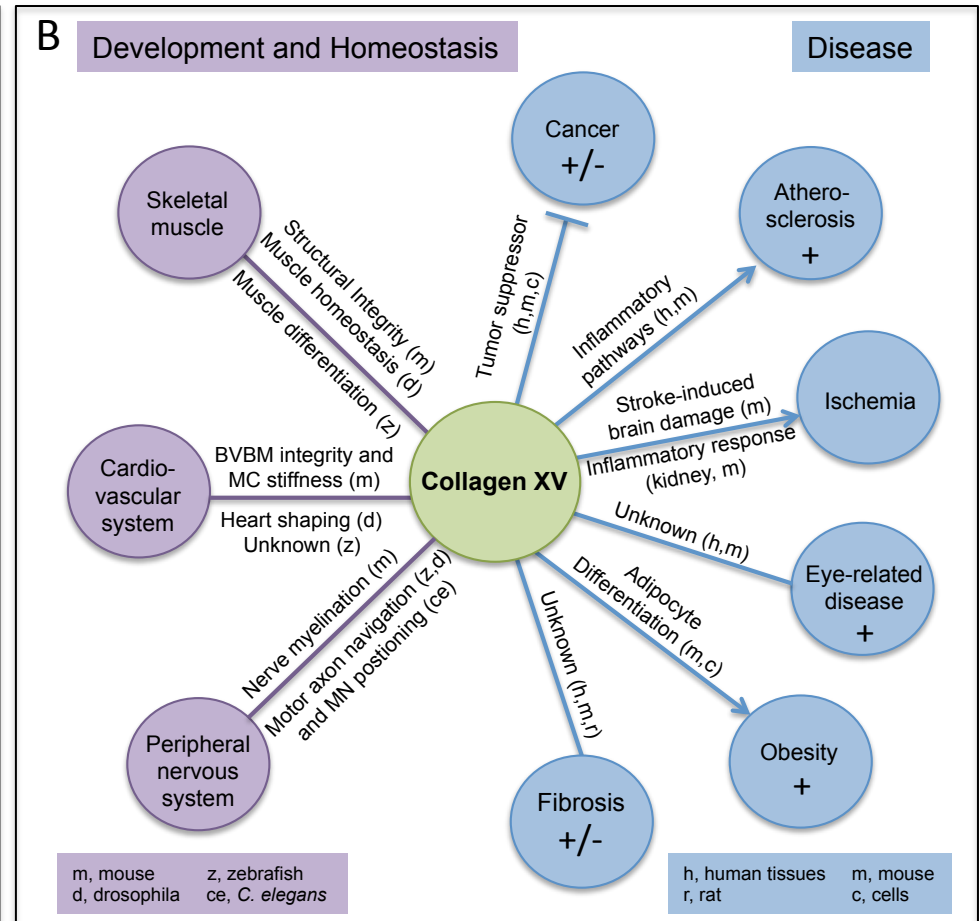 B
Development and Homeostasis
Disease
Skeletal
muscle
Structural Integrity (m)
Muscle homeostasis (d)
Muscle differentiation (z)
Cardio-
vascular
system
BVBM integrity and
MC stiffness (m)
Heart shaping (d)
Unknown (z)
Peripheral
nervous
system
Nerve myelination (m)
Motor axon navigation (z,d)
and MN postioning (ce)
Collagen XV
Cancer
+/-
Tumor suppressor
(h,m,c)
Athero-
sclerosis
+
Inflammatory
pathways (h,m)
Ischemia
Stroke-induced
brain damage (m)
Inflammatory response
(kidney, m)
Eye-related
disease
+
Unknown (h,m)
Obesity
+
Adipocyte
Differentiation (m,c)
Fibrosis
+/-
Unknown (h,m,r)
m, mouse z, zebrafish
d, drosophila ce, C. elegans
h, human tissues m, mouse
r, rat c, cells